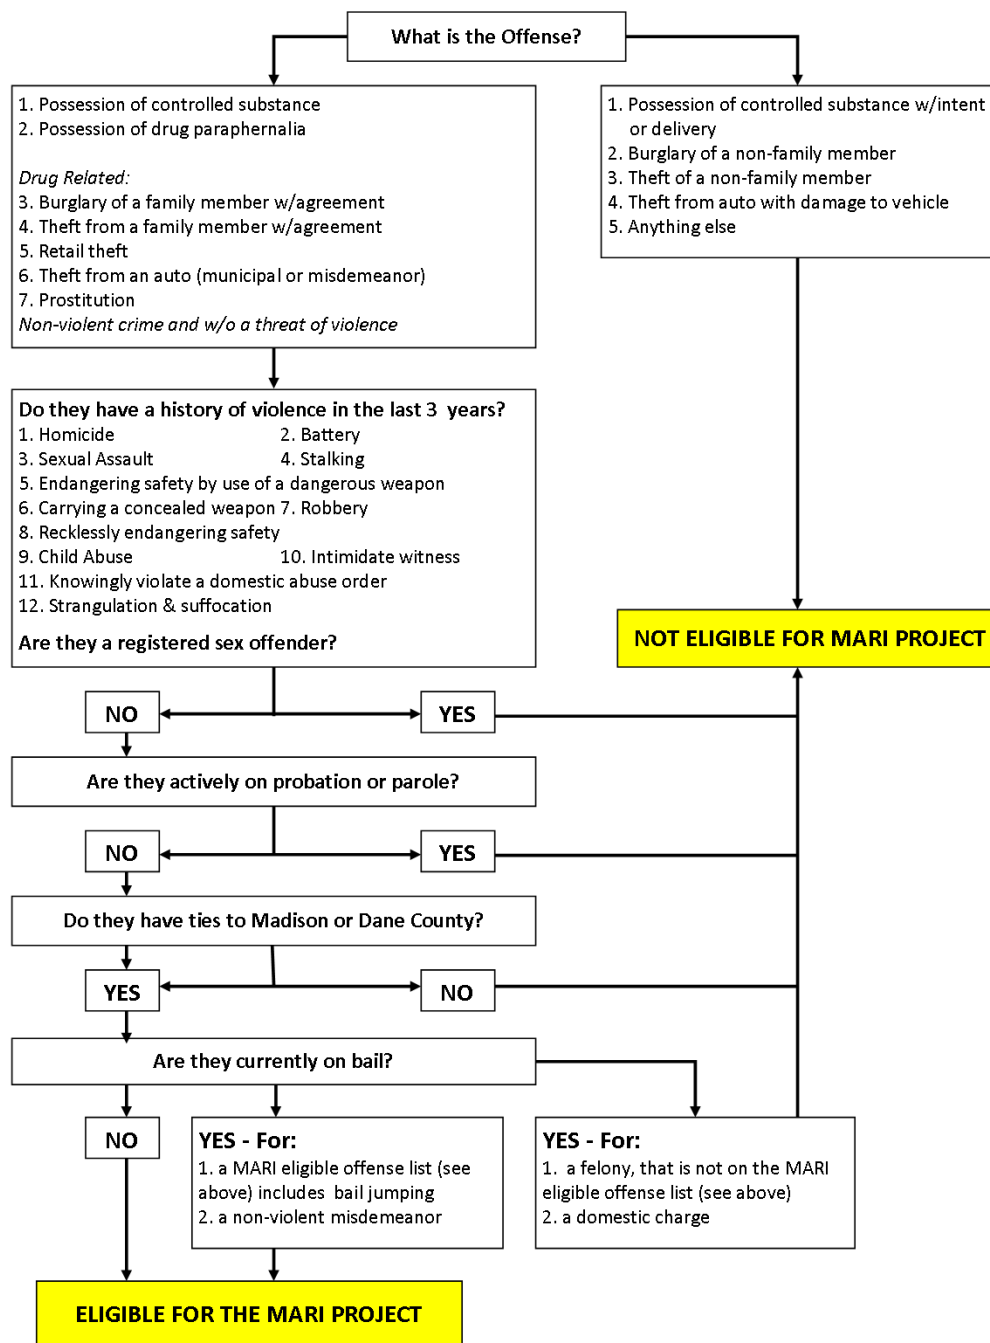 What is the Offense?
1. Possession of controlled substance
2. Possession of drug paraphernalia
Drug Related:
3. Burglary of a family member w/agreement
4. Theft from a family member w/agreement
5. Retail theft
6. Theft from an auto (municipal or misdemeanor)
7. Prostitution
Non-violent crime and w/o a threat of violence
1. Possession of controlled substance w/intent
or delivery
2. Burglary of a non-family member
3. Theft of a non-family member
4. Theft from auto with damage to vehicle
5. Anything else
Do they have a history of violence in the last 3 years?
1. Homicide 2. Battery
3. Sexual Assault 4. Stalking
5. Endangering safety by use of a dangerous weapon
6. Carrying a concealed weapon 7. Robbery
8. Recklessly endangering safety
9. Child Abuse 10. Intimidate witness
11. Knowingly violate a domestic abuse order
12. Strangulation & suffocation
Are they a registered sex offender?
NOT ELIGIBLE FOR MARI PROJECT
NO YES
Are they actively on probation or parole?
NO YES
Do they have ties to Madison or Dane County?
YES NO
Are they currently on bail?
NO
YES - For:
1. a MARI eligible offense list (see
above) includes bail jumping
2. a non-violent misdemeanor
YES - For:
1. a felony, that is not on the MARI
eligible offense list (see above)
2. a domestic charge
ELIGIBLE FOR THE MARI PROJECT